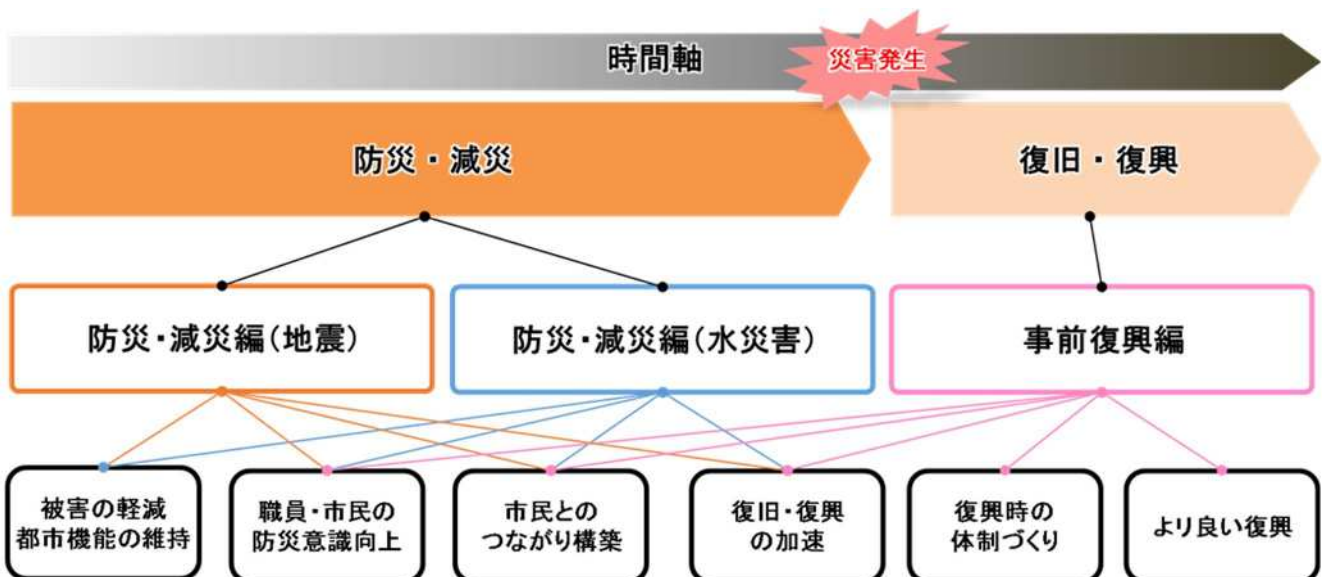 時間軸
災害発生
防災・減災
復旧・復興
防災・減災編(地震)
防災・減災編(水災害)
事前復興編
被害の軽減
都市機能の維持
職員・市民の
防災意識向上
市民との
つながり構築
復旧・復興
の加速
復興時の
体制づくり
より良い復興